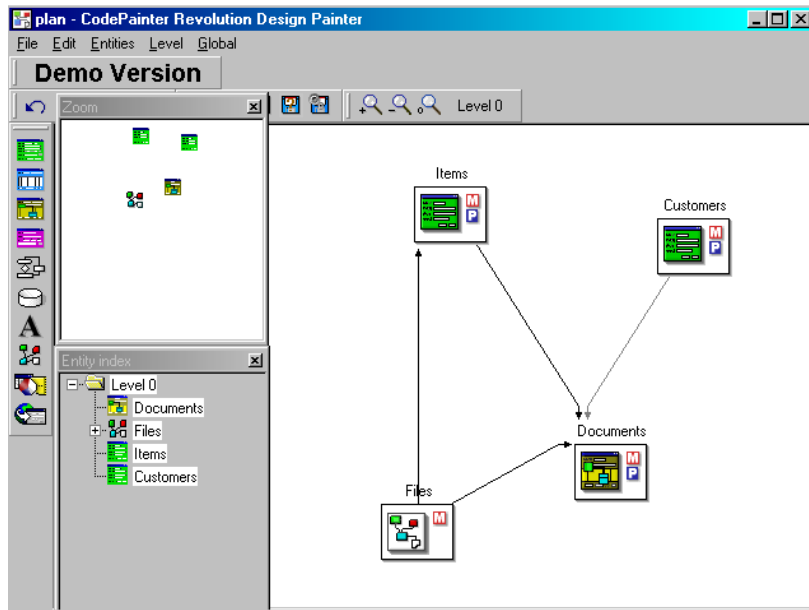 plan - CodePainter Revolution Design Painter
File Edit Entities Level Global
Demo Version
Zoom
Level 0
Items
M
P
Customers
M
P
A
Entity index
Level 0
Documents
Files
Items
Customers
Documents
M
P
Files
M